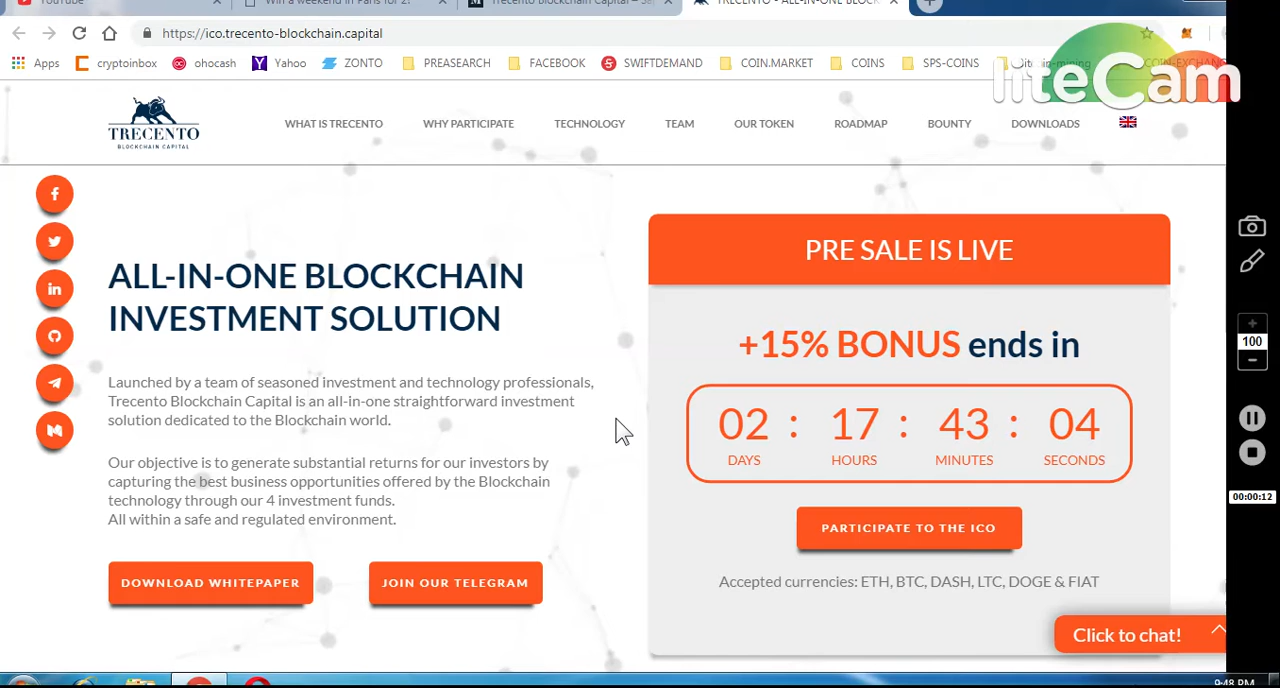 YouTube
Win a weekend in Paris for 2!
Trecento Blockchain Capital –
TRECENTO - ALL-IN-ONE BLOCK
https://ico.trecento-blockchain.capital
Apps cryptoinbox ohocash Yahoo ZONTO PREASEARCH FACEBOOK SWIFTDEMAND COIN.MARKET COINS SPS-COINS
liteCam
TRECENTO
BLOCKCHAIN CAPITAL
WHAT IS TRECENTO WHY PARTICIPATE TECHNOLOGY TEAM OUR TOKEN ROADMAP BOUNTY DOWNLOADS
ALL-IN-ONE BLOCKCHAIN
INVESTMENT SOLUTION
Launched by a team of seasoned investment and technology professionals,
Trecento Blockchain Capital is an all-in-one straightforward investment
solution dedicated to the Blockchain world.
Our objective is to generate substantial returns for our investors by
capturing the best business opportunities offered by the Blockchain
technology through our 4 investment funds.
All within a safe and regulated environment.
DOWNLOAD WHITEPAPER JOIN OUR TELEGRAM
PRE SALE IS LIVE
+15% BONUS ends in
02 : 17 : 43 : 04
DAYS HOURS MINUTES SECONDS
PARTICIPATE TO THE ICO
Accepted currencies: ETH, BTC, DASH, LTC, DOGE & FIAT
Click to chat!
100
00:00:12
9:48 PM